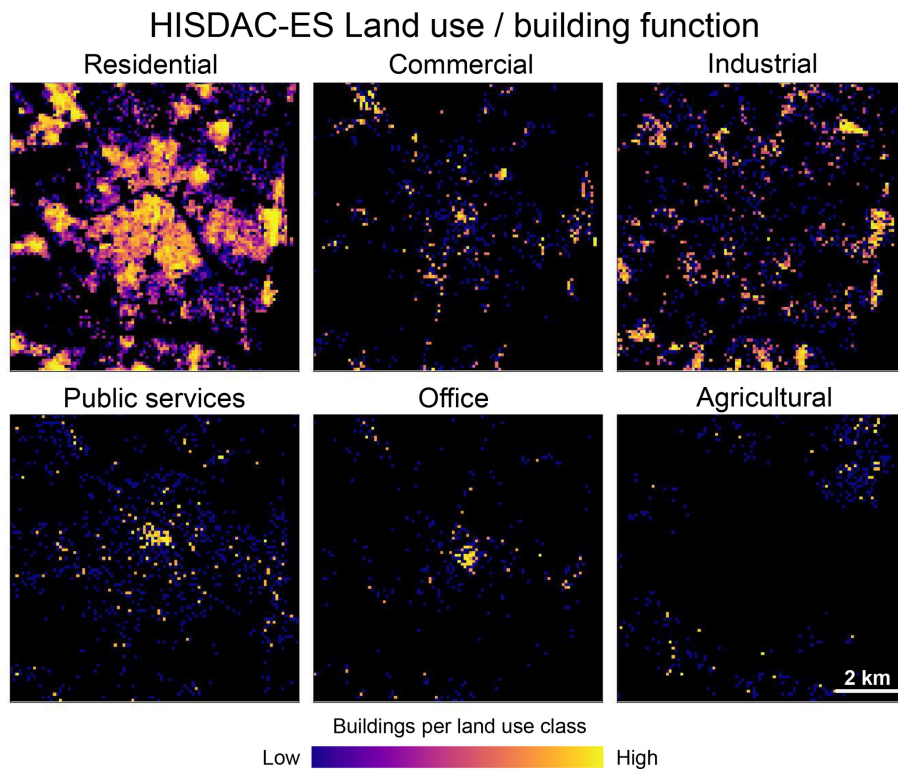 HISDAC-ES Land use / building function
Residential
Commercial
Industrial
Public services
Office
Agricultural
2 km
Buildings per land use class
Low
High